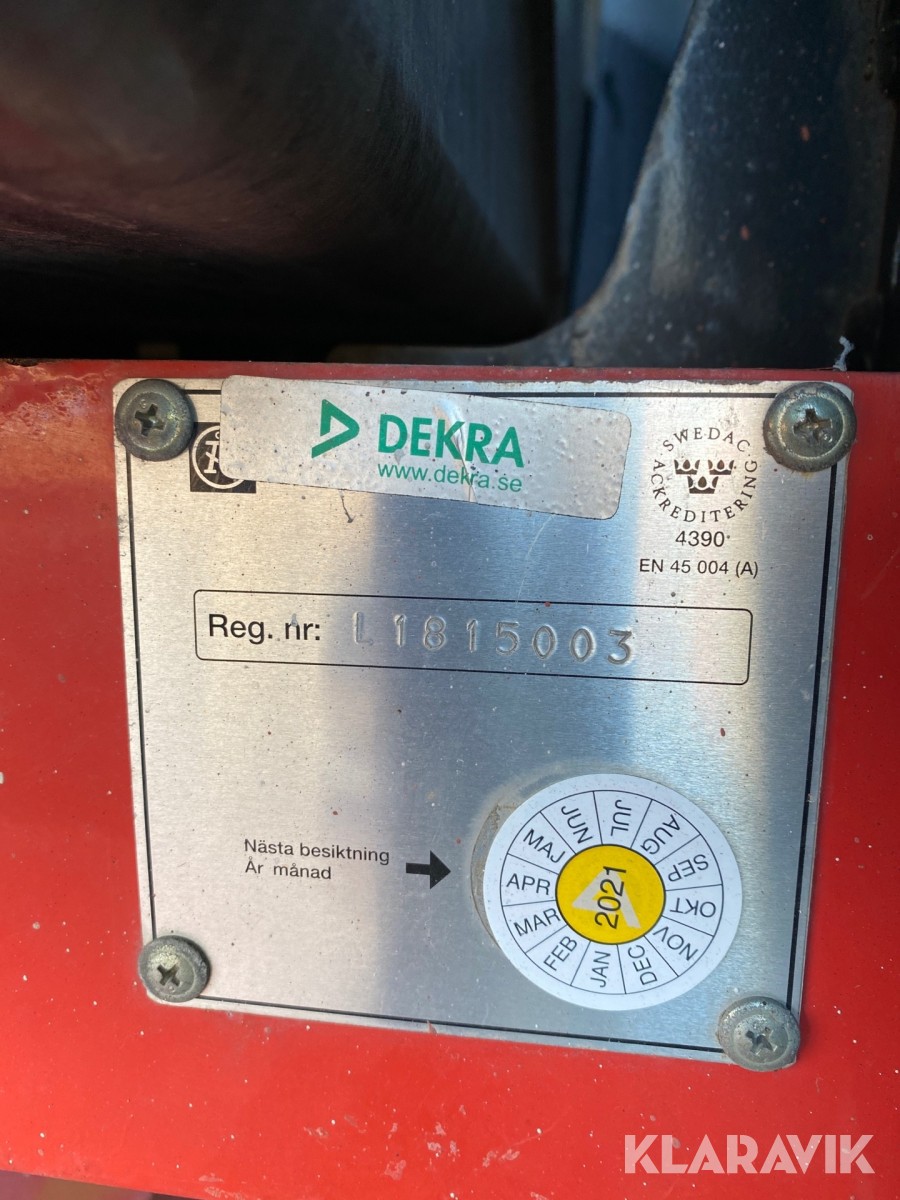 DEKRA
www.dekra.se
SWEDAC
ACKREDITERING
4390
EN 45 004 (A)
Reg. nr: L1815003
Nästa besiktning
År månad
JAN
FEB
MAR
APR
MAJ
JUN
JUL
AUG
SEP
OKT
NOV
DEC
2021
KLARAVIK